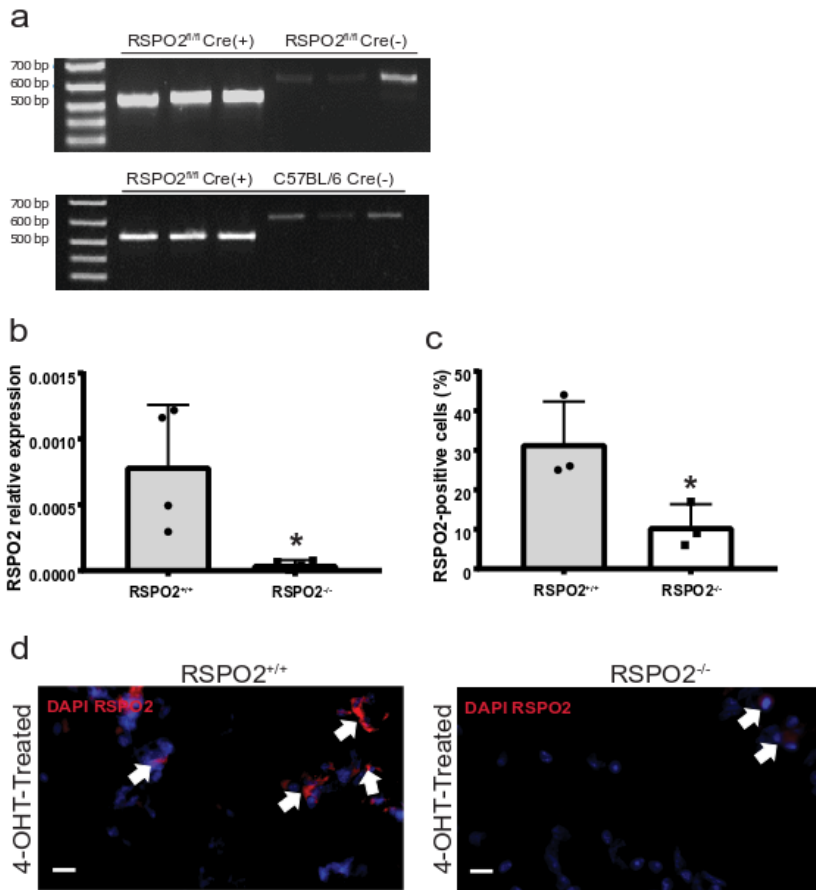 a
RSPO2fl/fl Cre(+) RSPO2fl/fl Cre(-)
700 bp
600 bp
500 bp
RSPO2fl/fl Cre(+) C57BL/6 Cre(-)
700 bp
600 bp
500 bp
b
RSPO2 relative expression
0.0015
0.0010
0.0005
0.0000
*
RSPO2+/+ RSPO2-/-
c
RSPO2-positive cells (%)
50
40
30
20
10
0
*
RSPO2+/+ RSPO2-/-
d
RSPO2+/+ RSPO2-/-
4-OHT-Treated
DAPI RSPO2
4-OHT-Treated
DAPI RSPO2